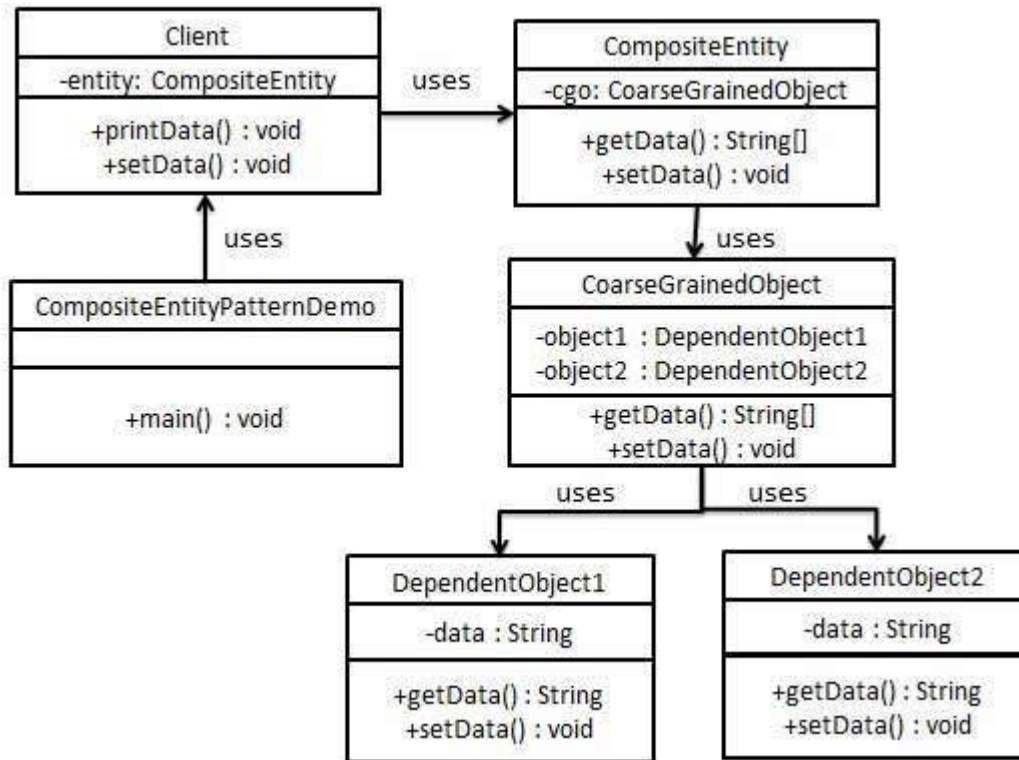 Client
-entity: CompositeEntity
+printData() : void
+setData() : void
uses
CompositeEntity
-cgo: CoarseGrainedObject
+getData() : String[]
+setData() : void
uses
CompositeEntityPatternDemo
+main() : void
uses
CoarseGrainedObject
-object1 : DependentObject1
-object2 : DependentObject2
+getData() : String[]
+setData() : void
uses
uses
DependentObject1
-data : String
+getData() : String
+setData() : void
DependentObject2
-data : String
+getData() : String
+setData() : void